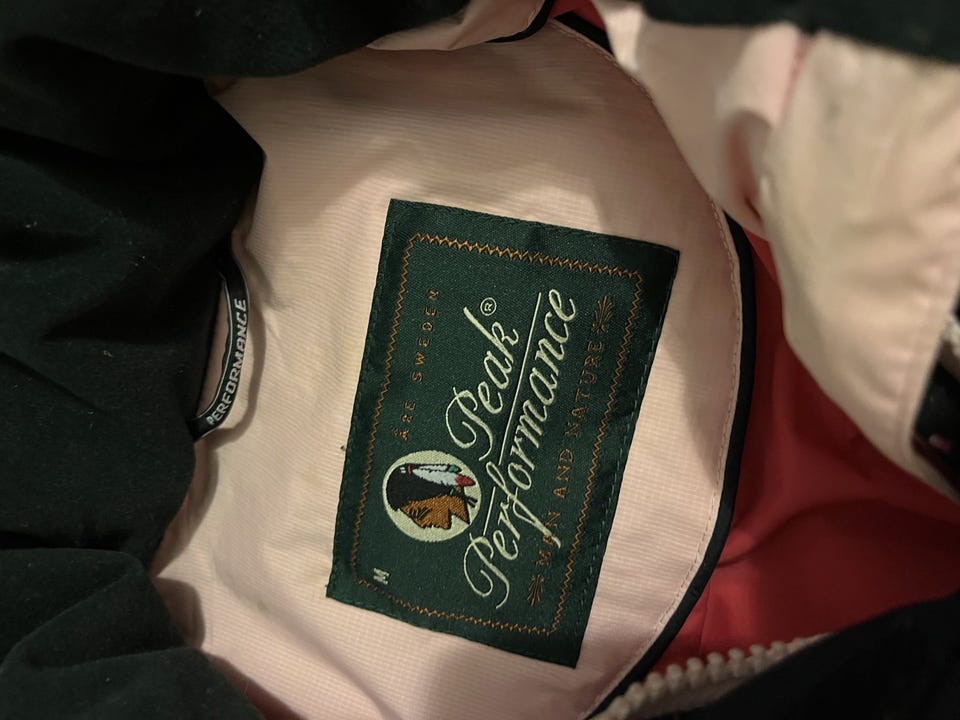 ÅRE SWEDEN
Peak®
Performance
MAN AND NATURE
M
PERFORMANCE